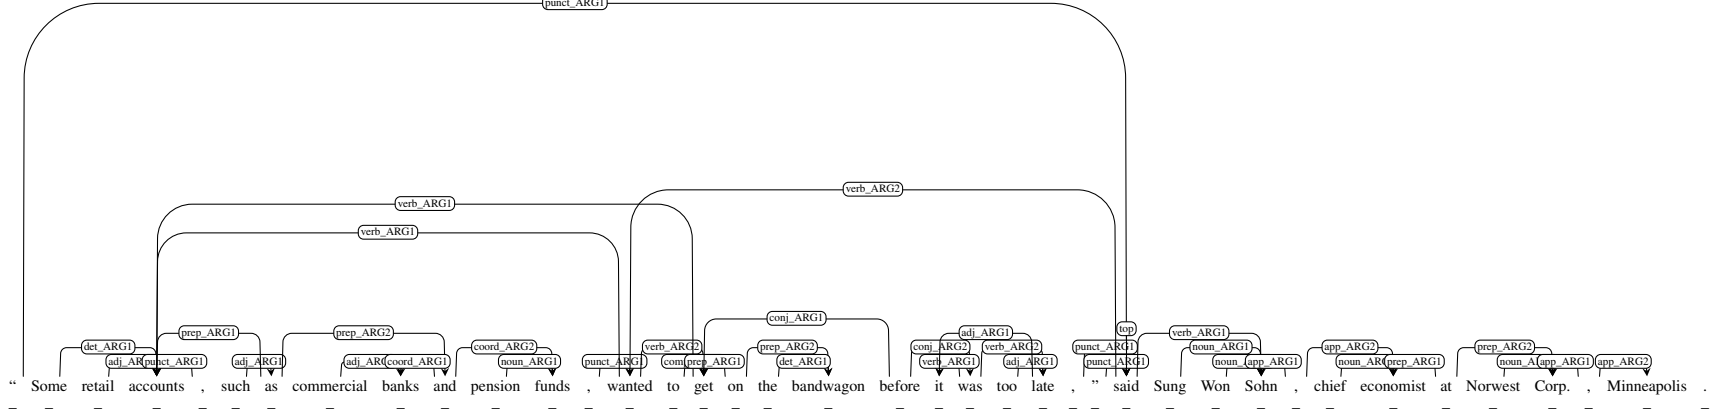 punct_ARG1
verb_ARG2
verb_ARG1
verb_ARG1
conj_ARG1
prep_ARG1 prep_ARG2 adj_ARG1 top verb_ARG1
det_ARG1 coord_ARG2 verb_ARG2 prep_ARG2 conj_ARG2 verb_ARG2 punct_ARG1 noun_ARG1 app_ARG2 prep_ARG2
punct_ARG1 adj_ARG1 coord_ARG1 noun_ARG1 punct_ARG1 prep_ARG1 det_ARG1 verb_ARG1 adj_ARG1 punct_ARG1 app_ARG1 prep_ARG1 app_ARG1 app_ARG2
“ Some retail accounts , such as commercial banks and pension funds , wanted to get on the bandwagon before it was too late , ” said Sung Won Sohn , chief economist at Norwest Corp. , Minneapolis .